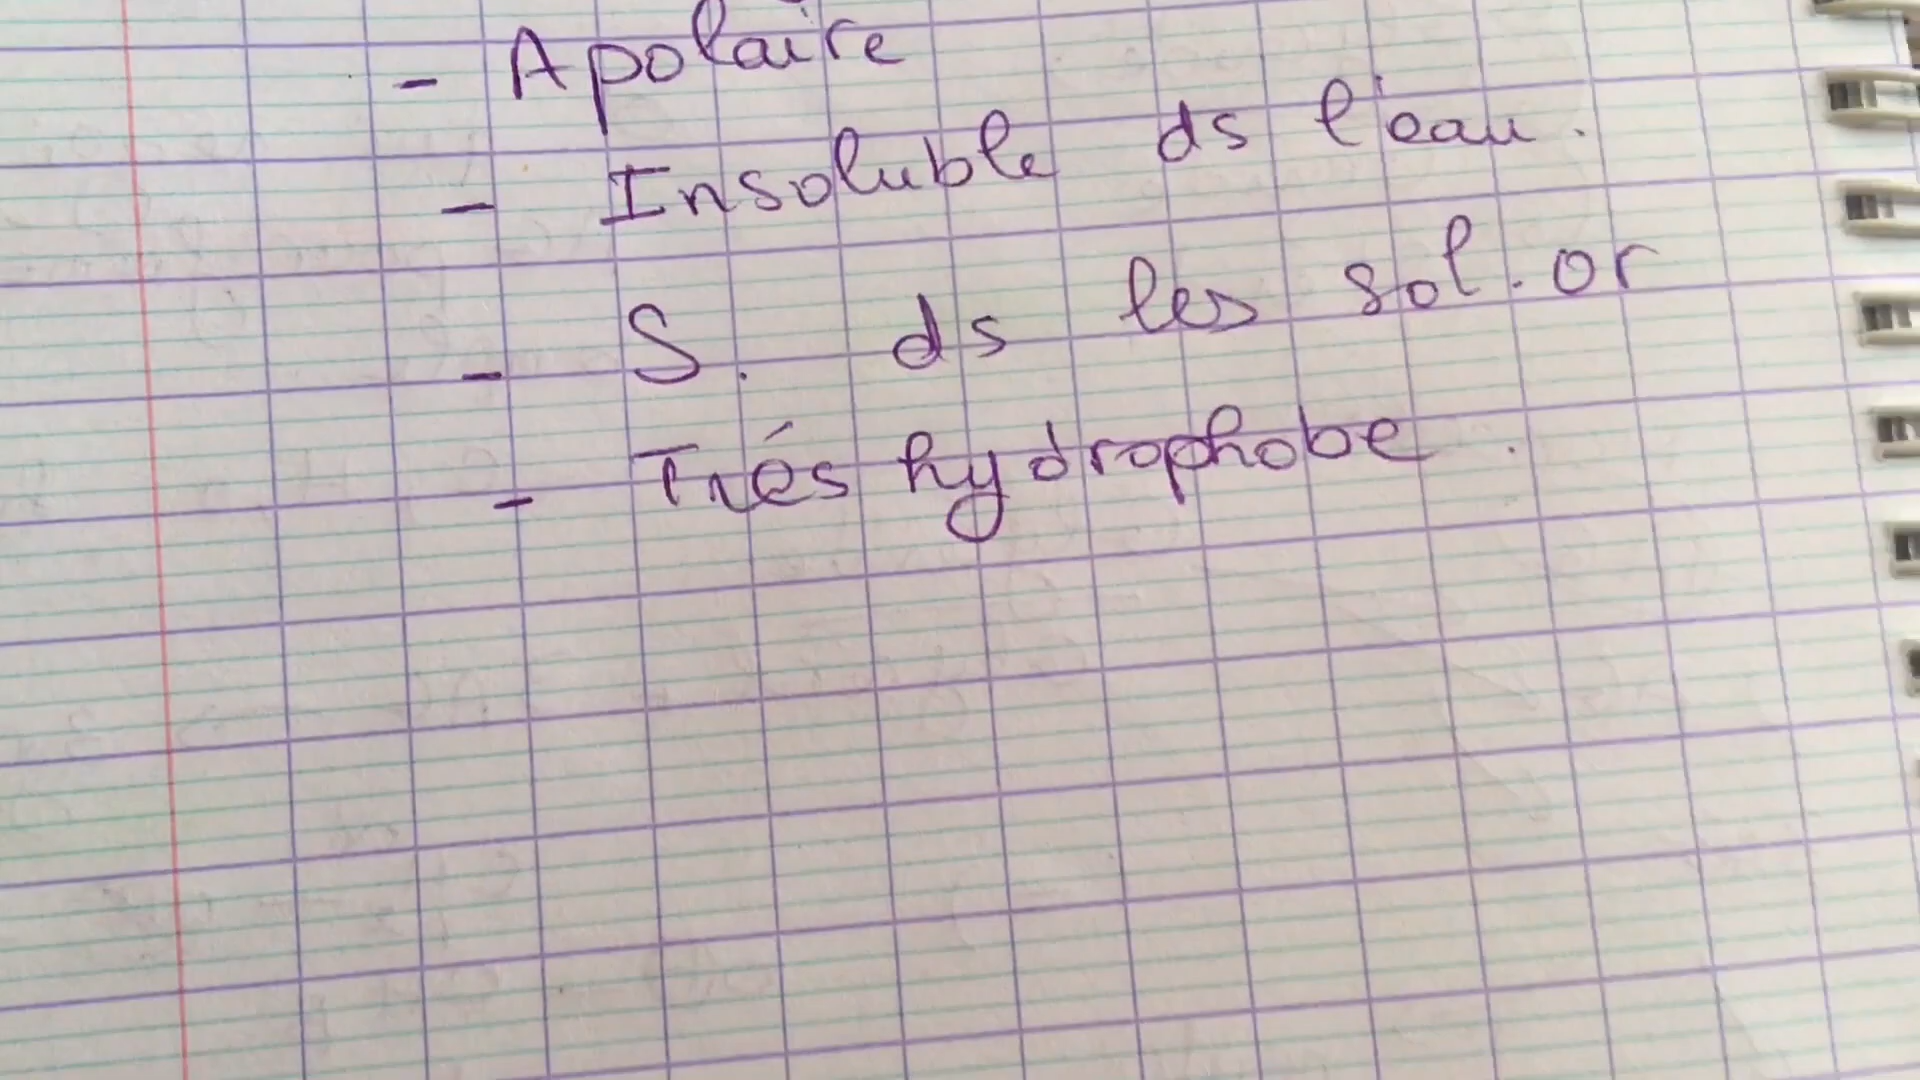 - Apolaire
- Insoluble ds l'eau.
- S. ds les sol. or
- Trés hydrophobe.